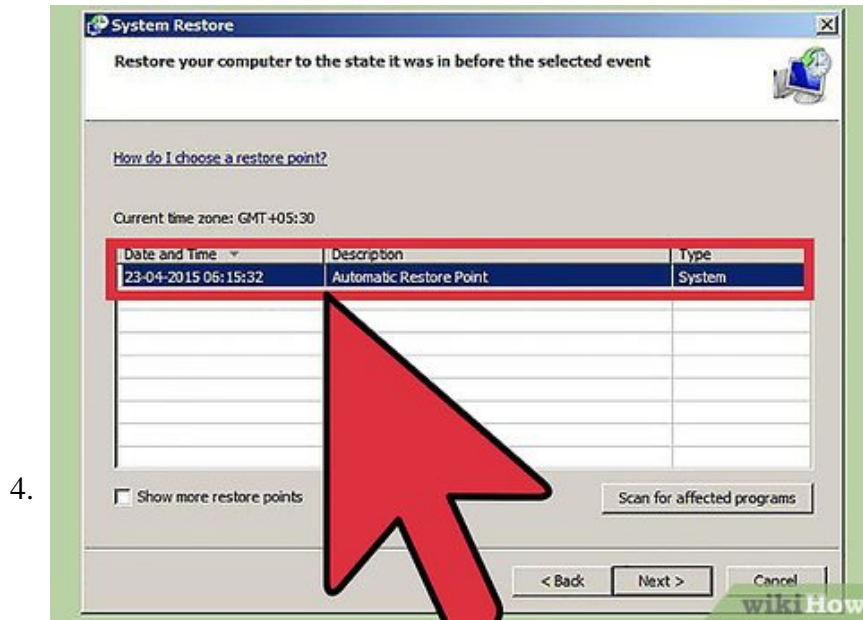 System Restore
Restore your computer to the state it was in before the selected event
How do I choose a restore point?
Current time zone: GMT+05:30
Date and Time Description Type
23-04-2015 06:15:32 Automatic Restore Point System
4.
Show more restore points Scan for affected programs
< Back Next > Cancel
wikiHow